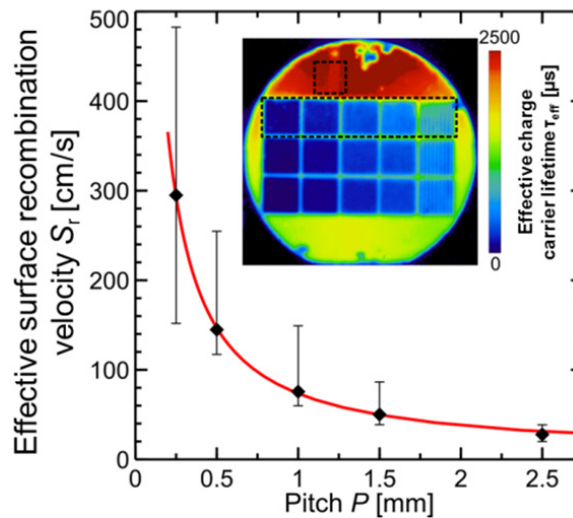 500
400
300
200
100
0
0
0.5
1
1.5
2
2.5
Pitch P [mm]
Effective surface recombination
velocity Sr [cm/s]
2500
0
Effective charge
carrier lifetime τeff [µs]